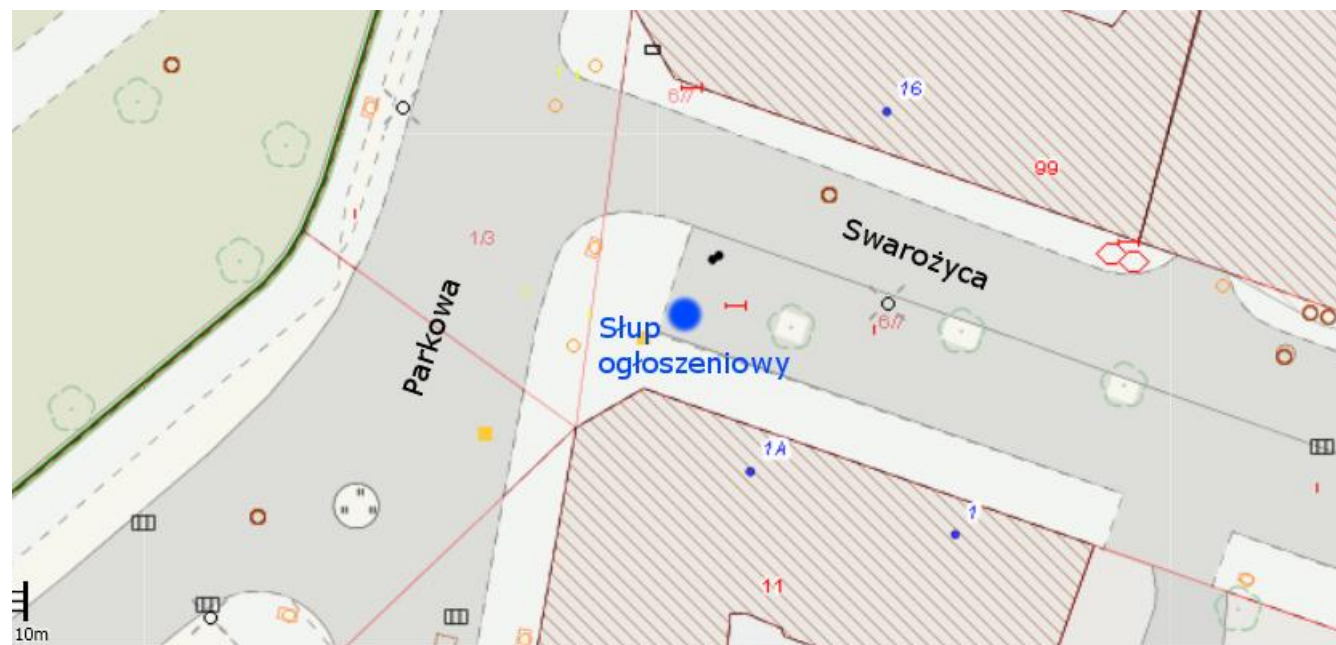 16
6/7
99
Swarożyca
1/3
Parkowa
6/7
Słup
ogłoszeniowy
1A
1
11
10m